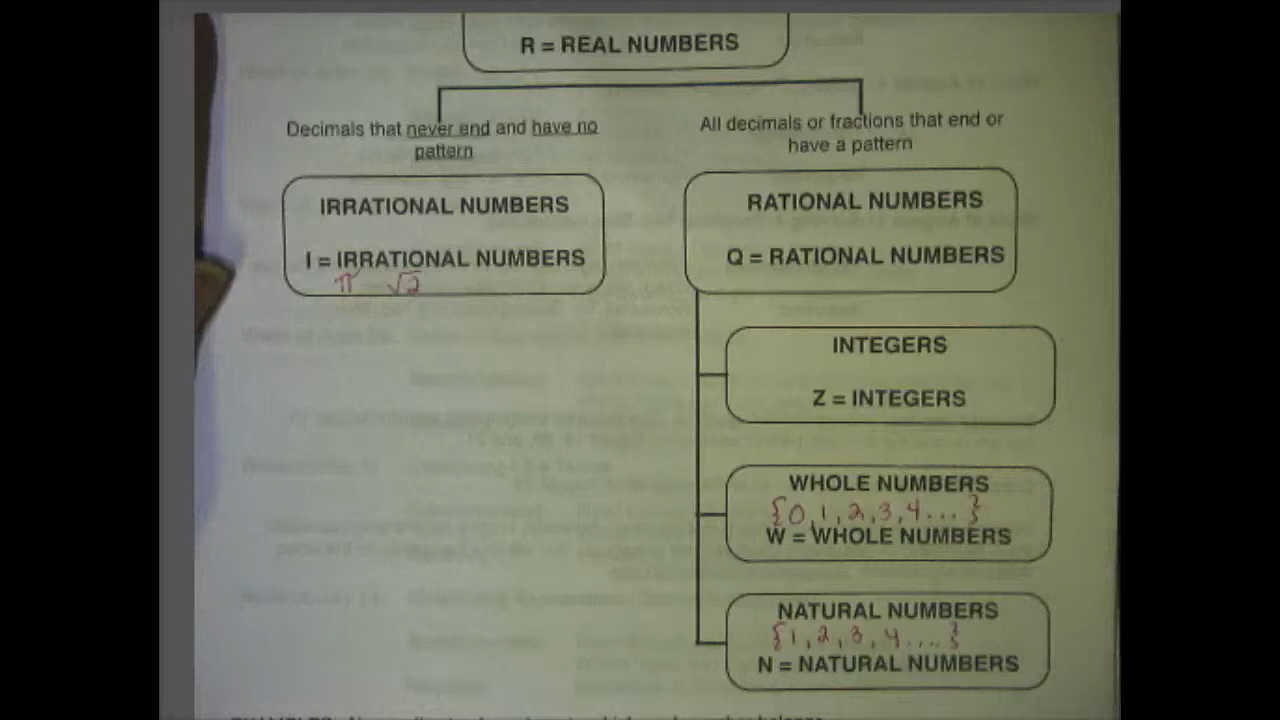 R = REAL NUMBERS
Decimals that never end and have no
pattern
All decimals or fractions that end or
have a pattern
IRRATIONAL NUMBERS
I = IRRATIONAL NUMBERS
π √2
RATIONAL NUMBERS
Q = RATIONAL NUMBERS
INTEGERS
Z = INTEGERS
WHOLE NUMBERS
{0, 1, 2, 3, 4 ... }
W = WHOLE NUMBERS
NATURAL NUMBERS
{1, 2, 3, 4 .... }
N = NATURAL NUMBERS